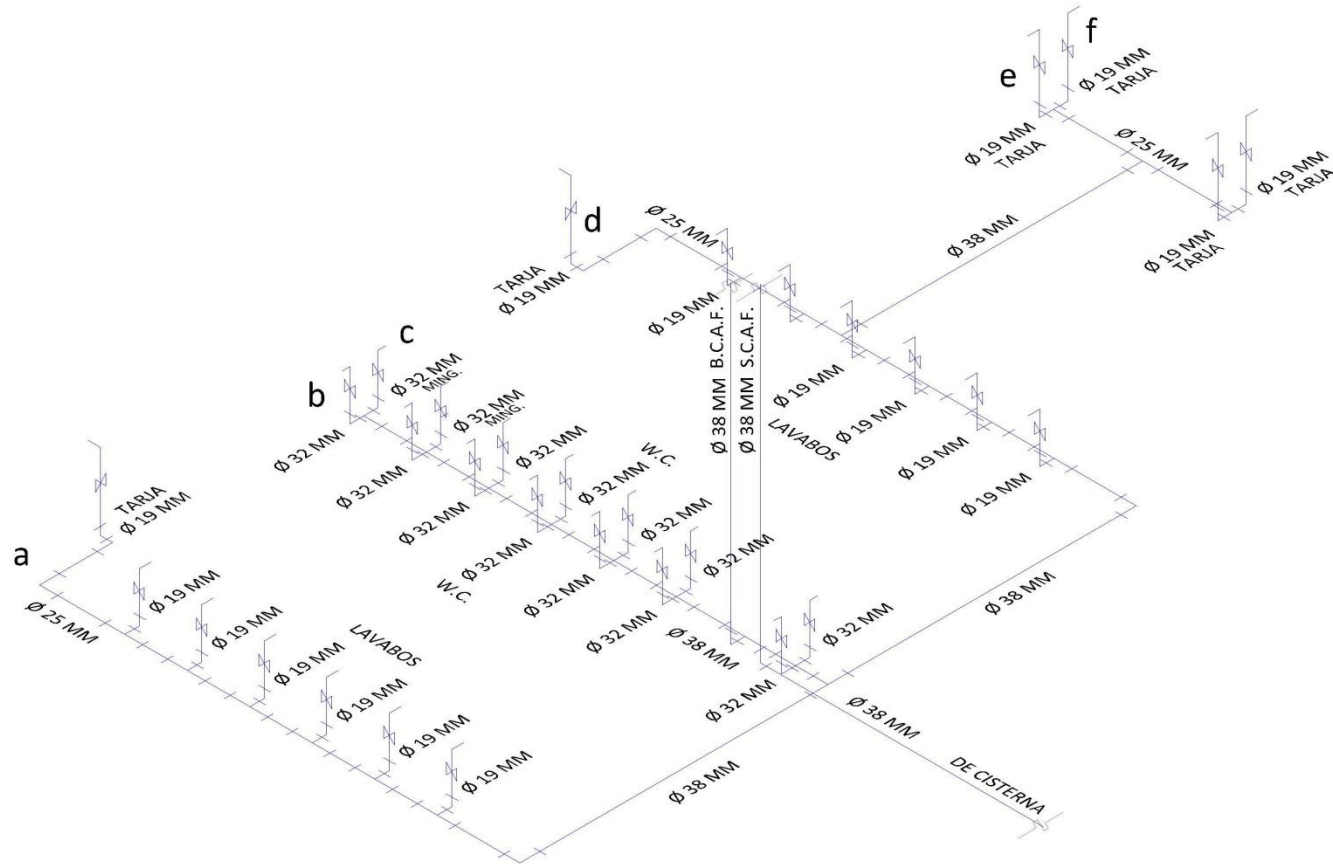 f
Ø 19 MM
TARJA
e
Ø 19 MM
TARJA
Ø 25 MM
Ø 19 MM
TARJA
Ø 19 MM
TARJA
Ø 38 MM
d
Ø 25 MM
TARJA
Ø 19 MM
Ø 19 MM
Ø 38 MM B.C.A.F.
Ø 38 MM S.C.A.F.
LAVABOS
Ø 19 MM
Ø 19 MM
Ø 19 MM
Ø 19 MM
c
Ø 32 MM
MING.
b
Ø 32 MM
MING.
Ø 32 MM
Ø 32 MM
W.C.
Ø 32 MM
Ø 32 MM
Ø 32 MM
Ø 32 MM
Ø 32 MM
Ø 32 MM
W.C.
Ø 32 MM
Ø 32 MM
Ø 38 MM
Ø 32 MM
Ø 32 MM
Ø 38 MM
Ø 38 MM
DE CISTERNA
Ø 38 MM
TARJA
Ø 19 MM
a
Ø 25 MM
Ø 19 MM
Ø 19 MM
LAVABOS
Ø 19 MM
Ø 19 MM
Ø 19 MM
Ø 19 MM